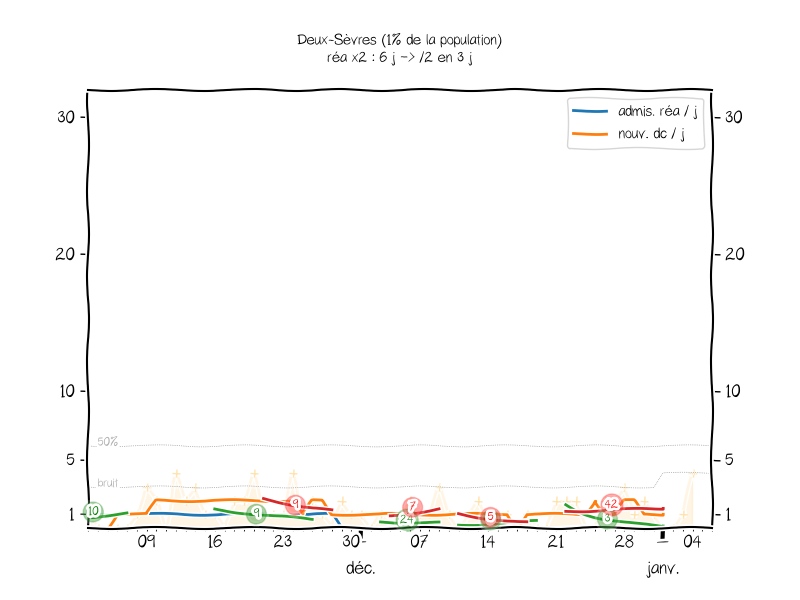 Deux-Sèvres (1% de la population)
réa x2 : 6 j -> /2 en 3 j
admis. réa / j
nouv. dc / j
30 30
20 20
10 10
5 5
1 1
50%
bruit
10 9 9 7 24 5 42 3
09 16 23 30 07 14 21 28 04
déc. janv.